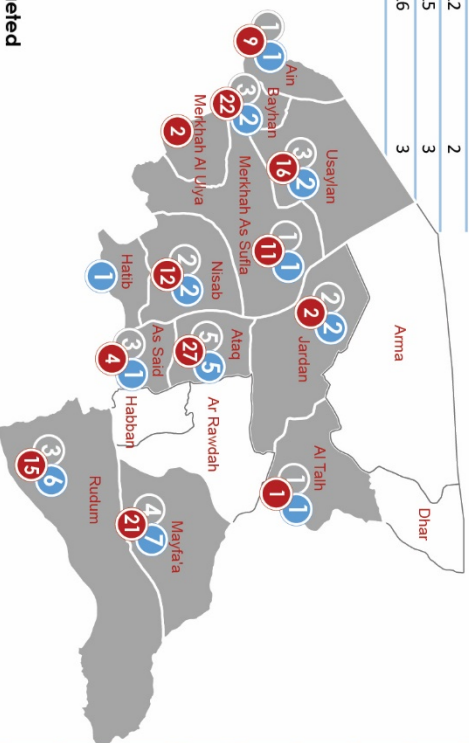 .2 2
.5 3
.6 3
geted
Arma
Dhar
Ain
1
1
9
Bayhan
3
2
22
Usaylan
3
2
16
Merkhah Al Ulya
2
Merkhah As Sufla
1
1
11
Jardan
2
2
2
Al Talh
1
1
1
Nisab
2
2
12
Hatib
1
Ataq
5
5
27
As Said
3
1
4
Ar Rawdah
Habban
Mayfa'a
4
7
21
Rudum
3
6
15